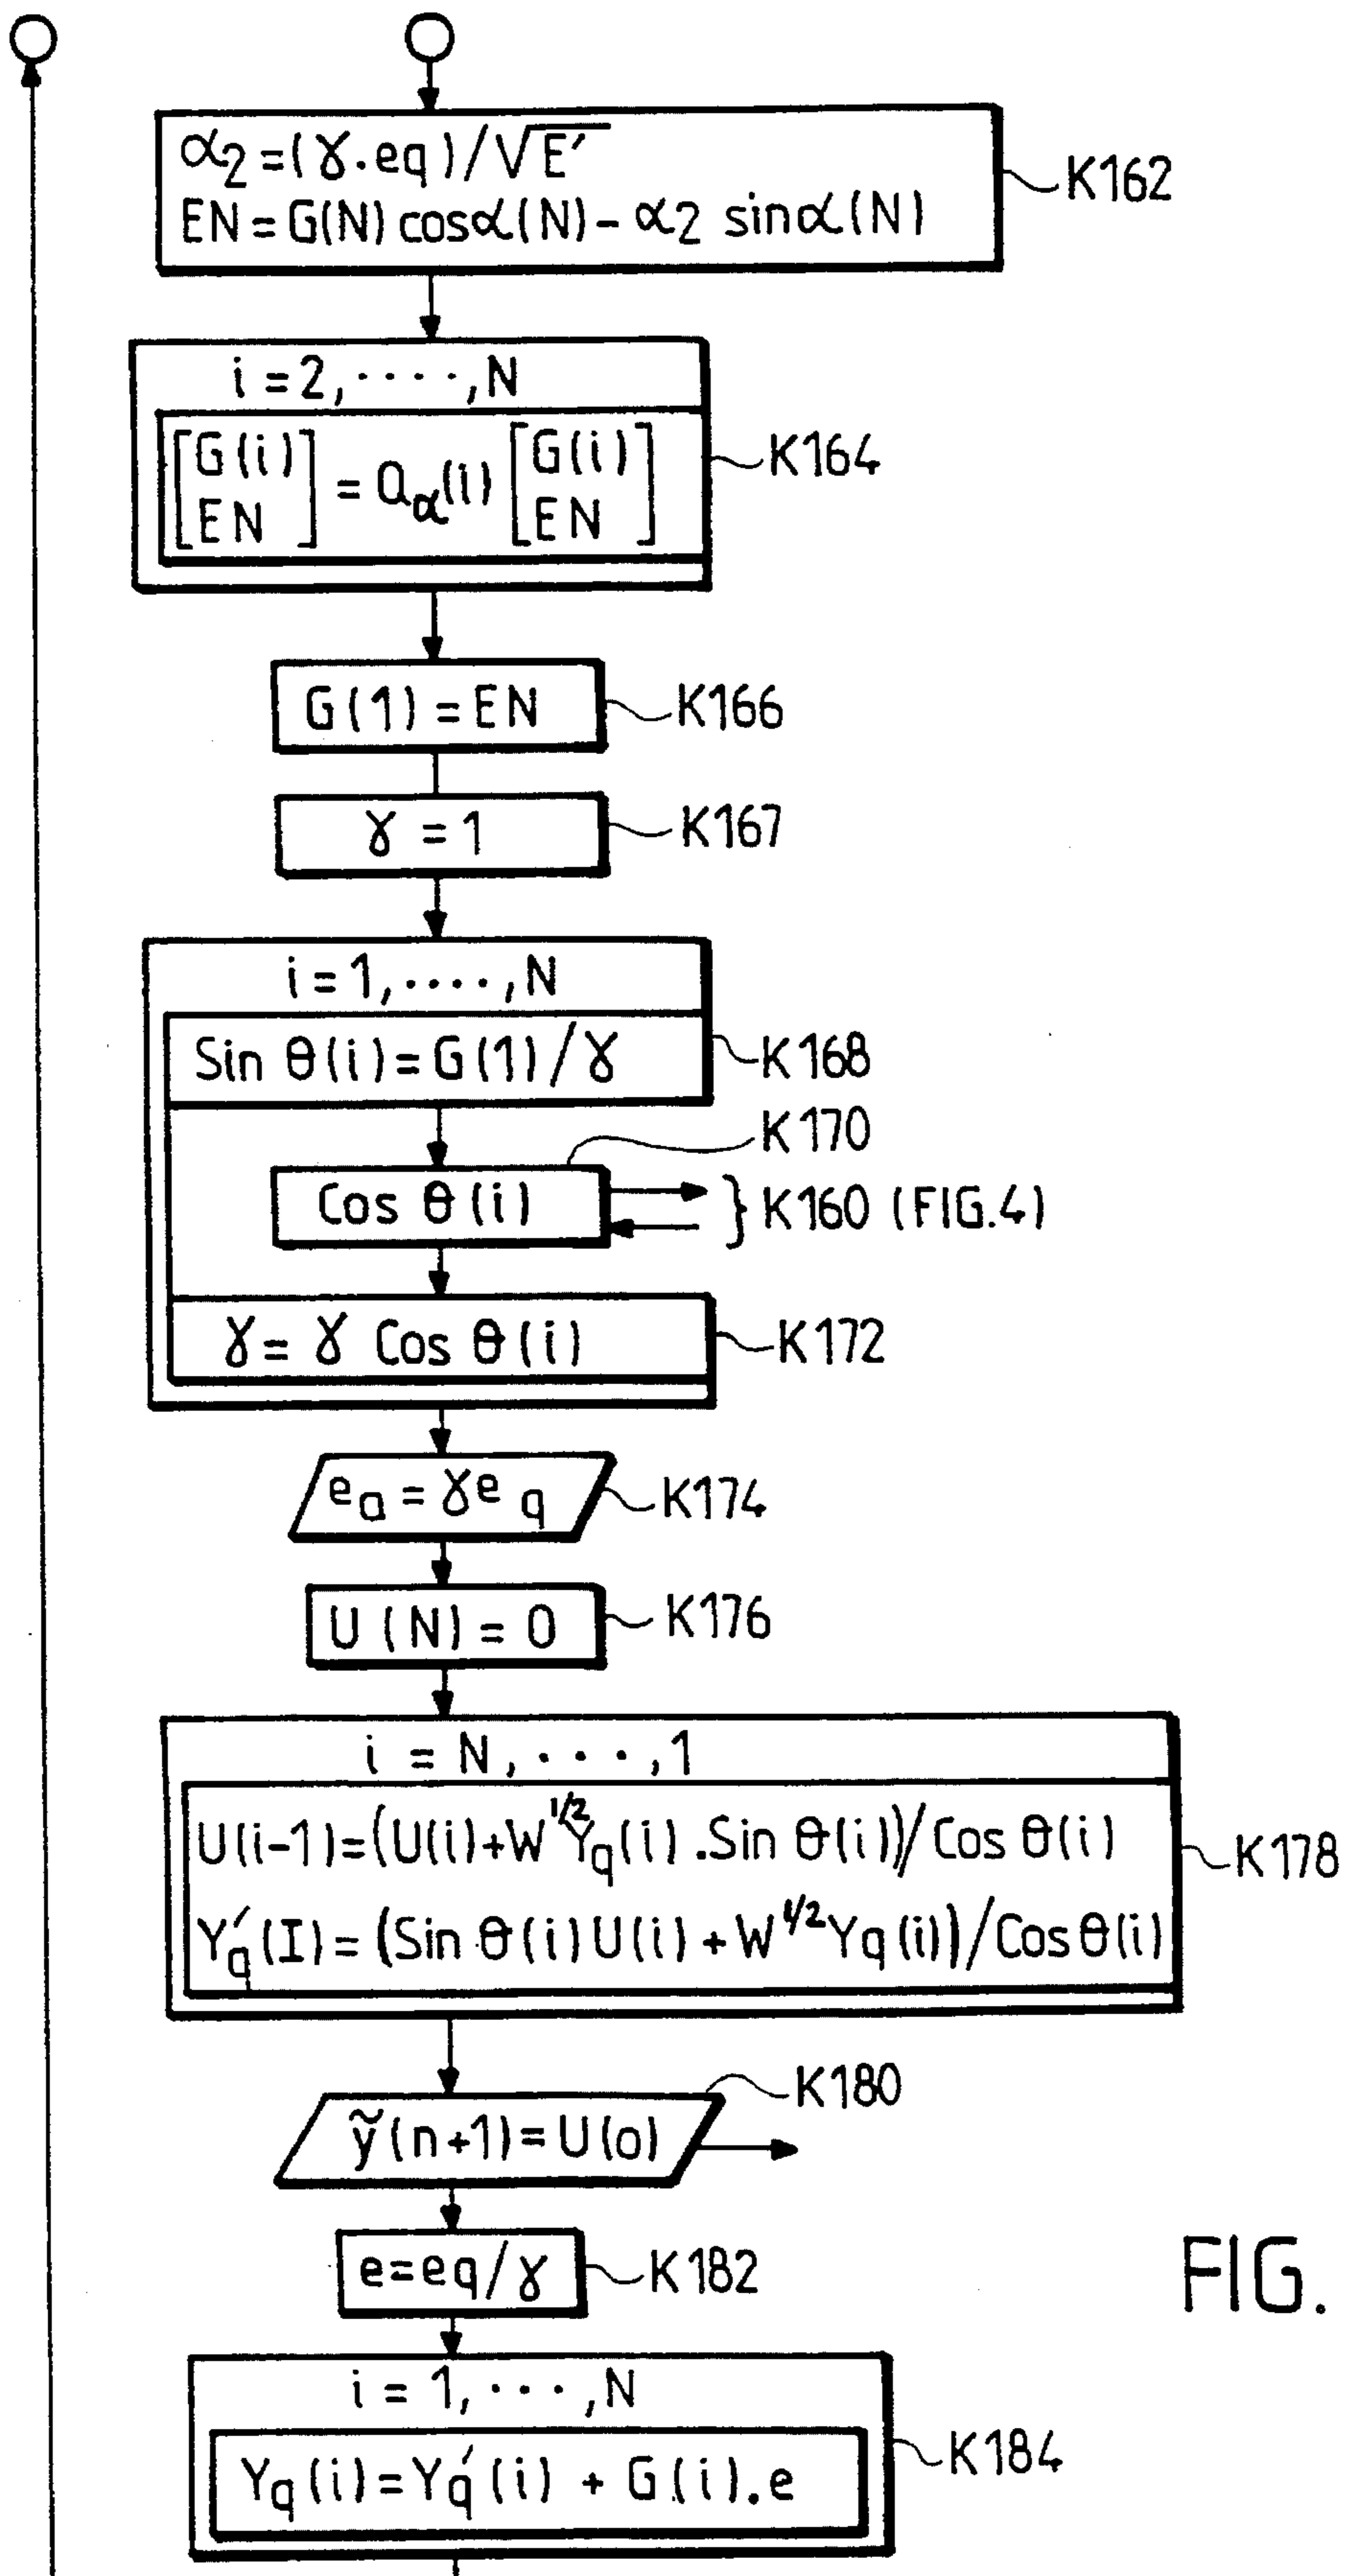 α2=(γ.eq)/√E′
EN=G(N) cosα(N)-α2 sinα(N)
K162
i=2,....,N
[G(i) EN] = Qα(i) [G(i) EN]
K164
G(1)=EN
K166
γ=1
K167
i=1,....,N
Sin θ(i)=G(1)/γ
K168
K170
Cos θ(i)
}K160 (FIG.4)
γ=γ Cos θ(i)
K172
ea=γeq
K174
U(N)=0
K176
i=N,...,1
U(i-1)=(U(i)+W^1/2 Yq(i).Sin θ(i))/Cos θ(i)
K178
Y′q(I)=(Sin θ(i)U(i)+W^1/2 Yq(i))/Cosθ(i)
K180
ỹ(n+1)=U(o)
e=eq/γ
K182
FIG.
i=1,...,N
K184
Yq(i)=Y′q(i)+G(i).e